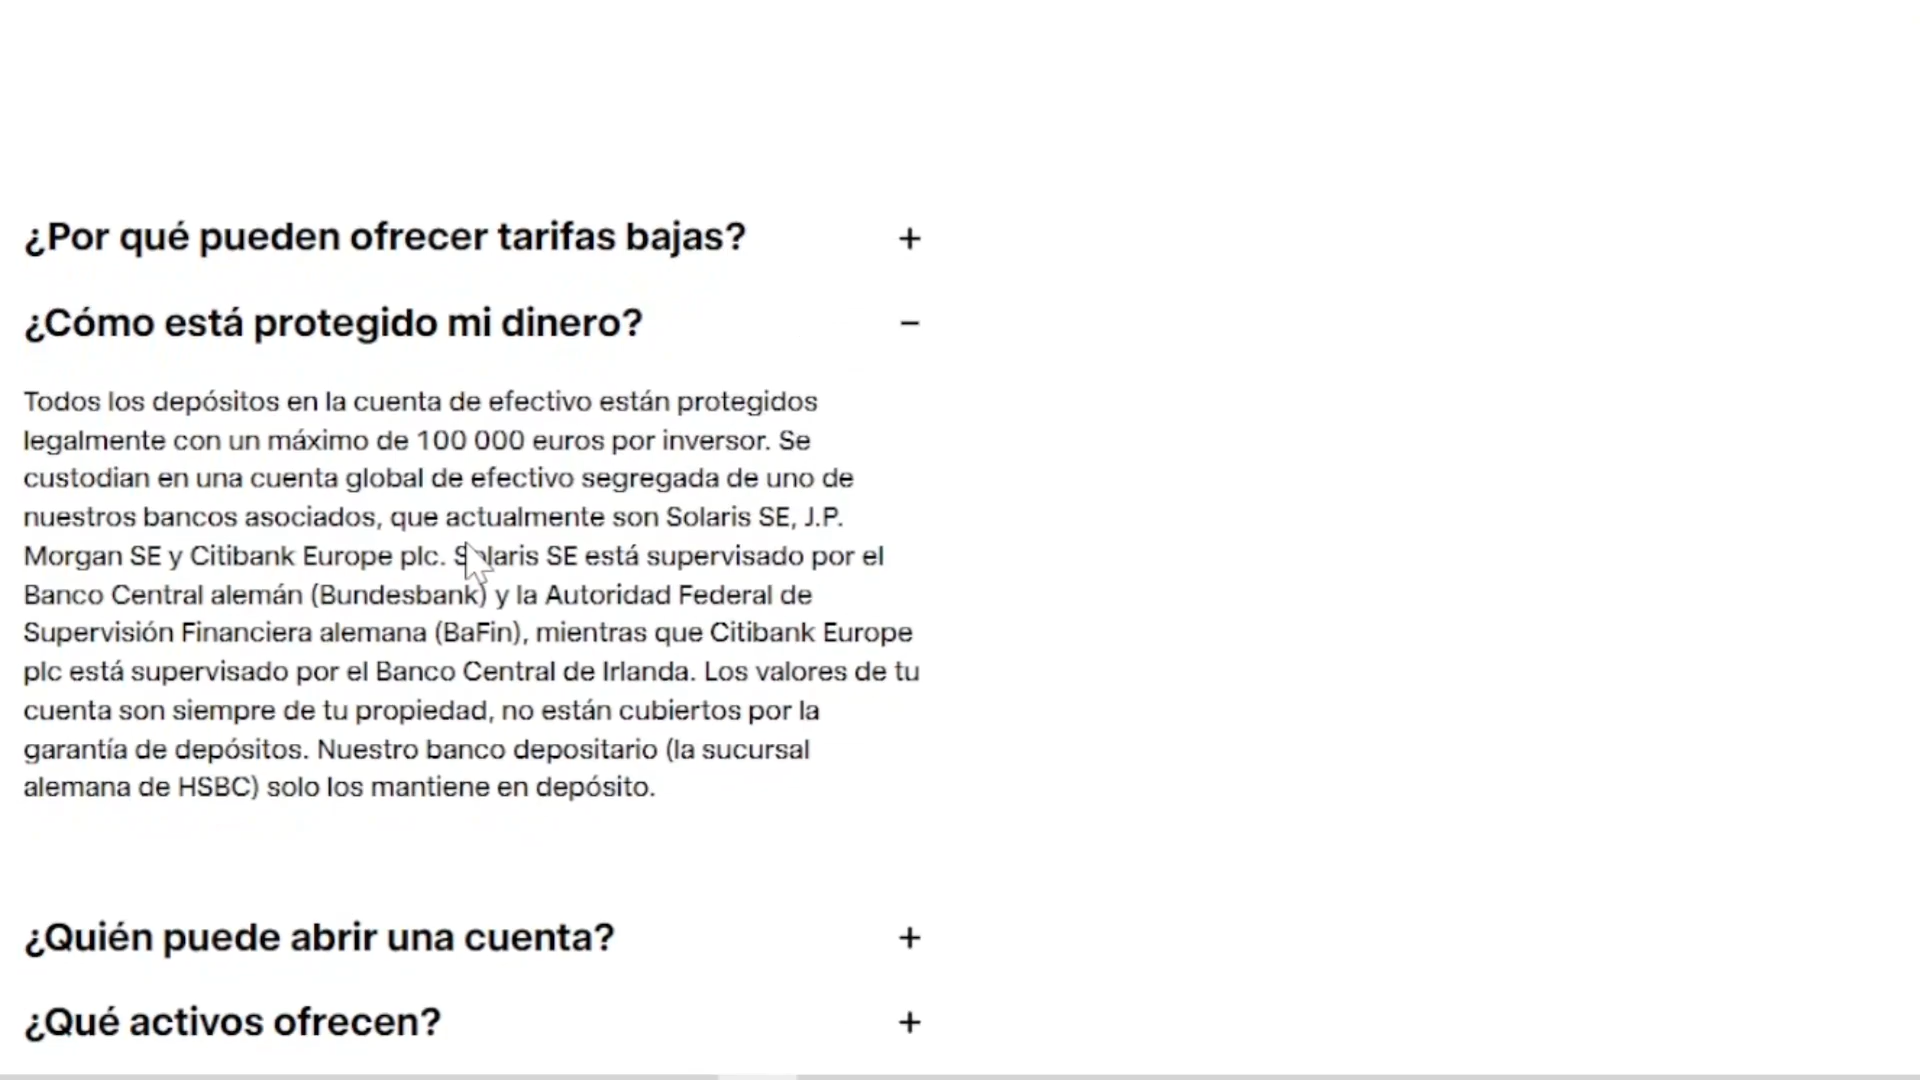 ¿Por qué pueden ofrecer tarifas bajas? +
¿Cómo está protegido mi dinero? −
Todos los depósitos en la cuenta de efectivo están protegidos
legalmente con un máximo de 100 000 euros por inversor. Se
custodian en una cuenta global de efectivo segregada de uno de
nuestros bancos asociados, que actualmente son Solaris SE, J.P.
Morgan SE y Citibank Europe plc. Solaris SE está supervisado por el
Banco Central alemán (Bundesbank) y la Autoridad Federal de
Supervisión Financiera alemana (BaFin), mientras que Citibank Europe
plc está supervisado por el Banco Central de Irlanda. Los valores de tu
cuenta son siempre de tu propiedad, no están cubiertos por la
garantía de depósitos. Nuestro banco depositario (la sucursal
alemana de HSBC) solo los mantiene en depósito.
¿Quién puede abrir una cuenta? +
¿Qué activos ofrecen? +